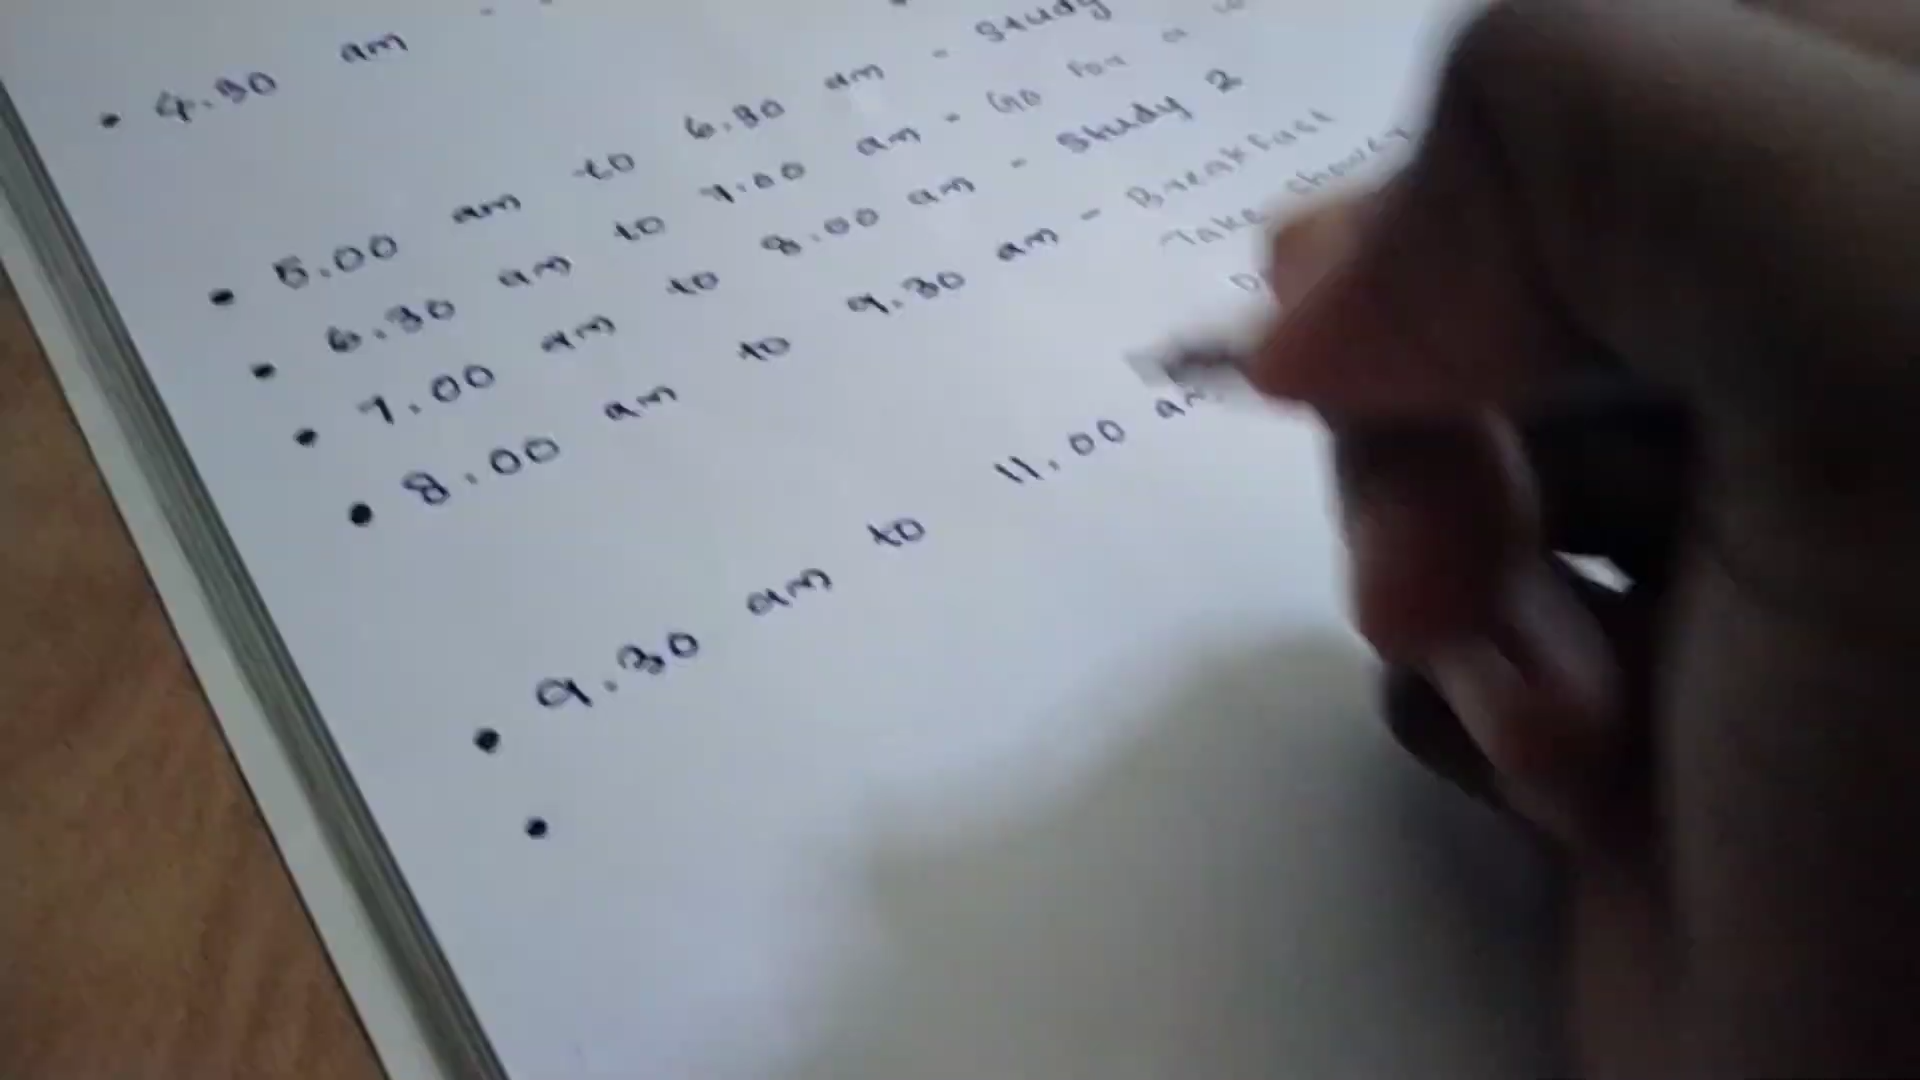 • 4.30 am -
• 5.00 am to 6.30 am - Study
• 6.30 am to 7.00 am - Go for a
• 7.00 am to 8.00 am - Study 2
• 8.00 am to 9.30 am - Breakfast
Take shower
• 9.30 am to 11.00 am
•